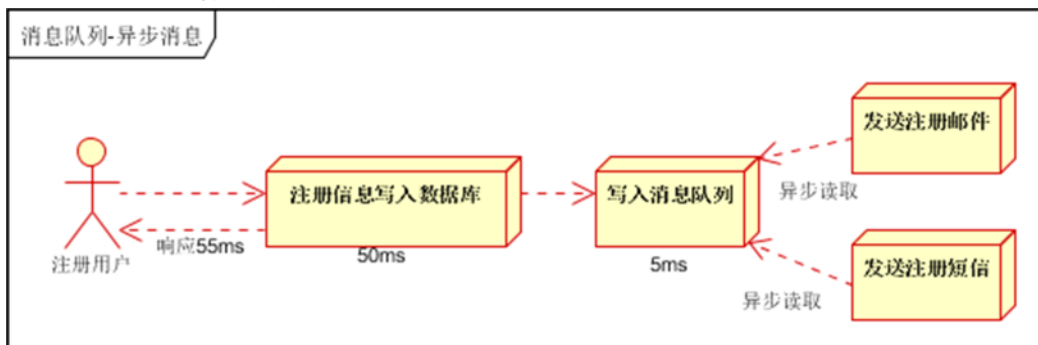 消息队列-异步消息
发送注册邮件
注册信息写入数据库
写入消息队列
异步读取
响应55ms
50ms
注册用户
5ms
发送注册短信
异步读取